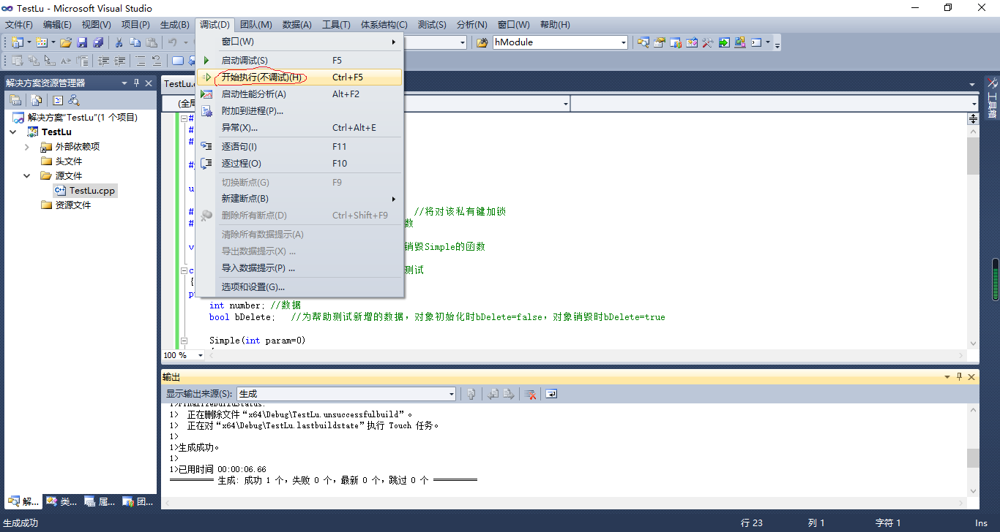 TestLu - Microsoft Visual Studio
文件(F) 编辑(E) 视图(V) 项目(P) 生成(B) 调试(D) 团队(M) 数据(A) 工具(T) 体系结构(C) 测试(S) 分析(N) 窗口(W) 帮助(H)
hModule
窗口(W)
启动调试(S) F5
开始执行(不调试)(H) Ctrl+F5
启动性能分析(A) Alt+F2
附加到进程(P)...
异常(X)... Ctrl+Alt+E
逐语句(I) F11
逐过程(O) F10
切换断点(G) F9
新建断点(B)
删除所有断点(D) Ctrl+Shift+F9
清除所有数据提示(A)
导出数据提示(X) ...
导入数据提示(P) ...
选项和设置(G)...
解决方案资源管理器
解决方案"TestLu"(1 个项目)
TestLu
外部依赖项
头文件
源文件
TestLu.cpp
资源文件
解... 类... 属... 团...
TestLu.
(全局
#
#
#
#
u
# //将对该私有键加锁
# 数
v 销毁Simple的函数
c 测试
{
p
int number; //数据
bool bDelete; //为帮助测试新增的数据，对象初始化时bDelete=false，对象销毁时bDelete=true
Simple(int param=0)
100 %
工具箱
输出
显示输出来源(S): 生成
1>FinalizeBuildStatus:
1> 正在删除文件“x64\Debug\TestLu.unsuccessfulbuild”。
1> 正在对“x64\Debug\TestLu.lastbuildstate”执行 Touch 任务。
1>
1>生成成功。
1>
1>已用时间 00:00:06.66
========== 生成: 成功 1 个，失败 0 个，最新 0 个，跳过 0 个 ==========
生成成功 行 23 列 1 字符 1 Ins